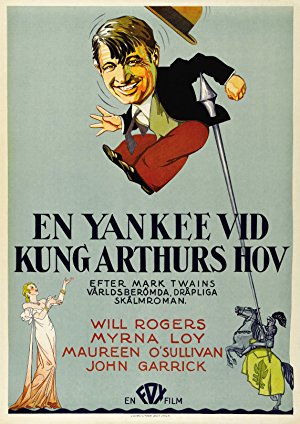 EN YANKEE VID
KUNG ARTHURS HOV
EFTER MARK TWAINS
VÄRLDSBERÖMDA, DRÄPLIGA
SKÄLMROMAN.
WILL ROGERS
MYRNA LOY
MAUREEN O'SULLIVAN
JOHN GARRICK
EN FOX FILM